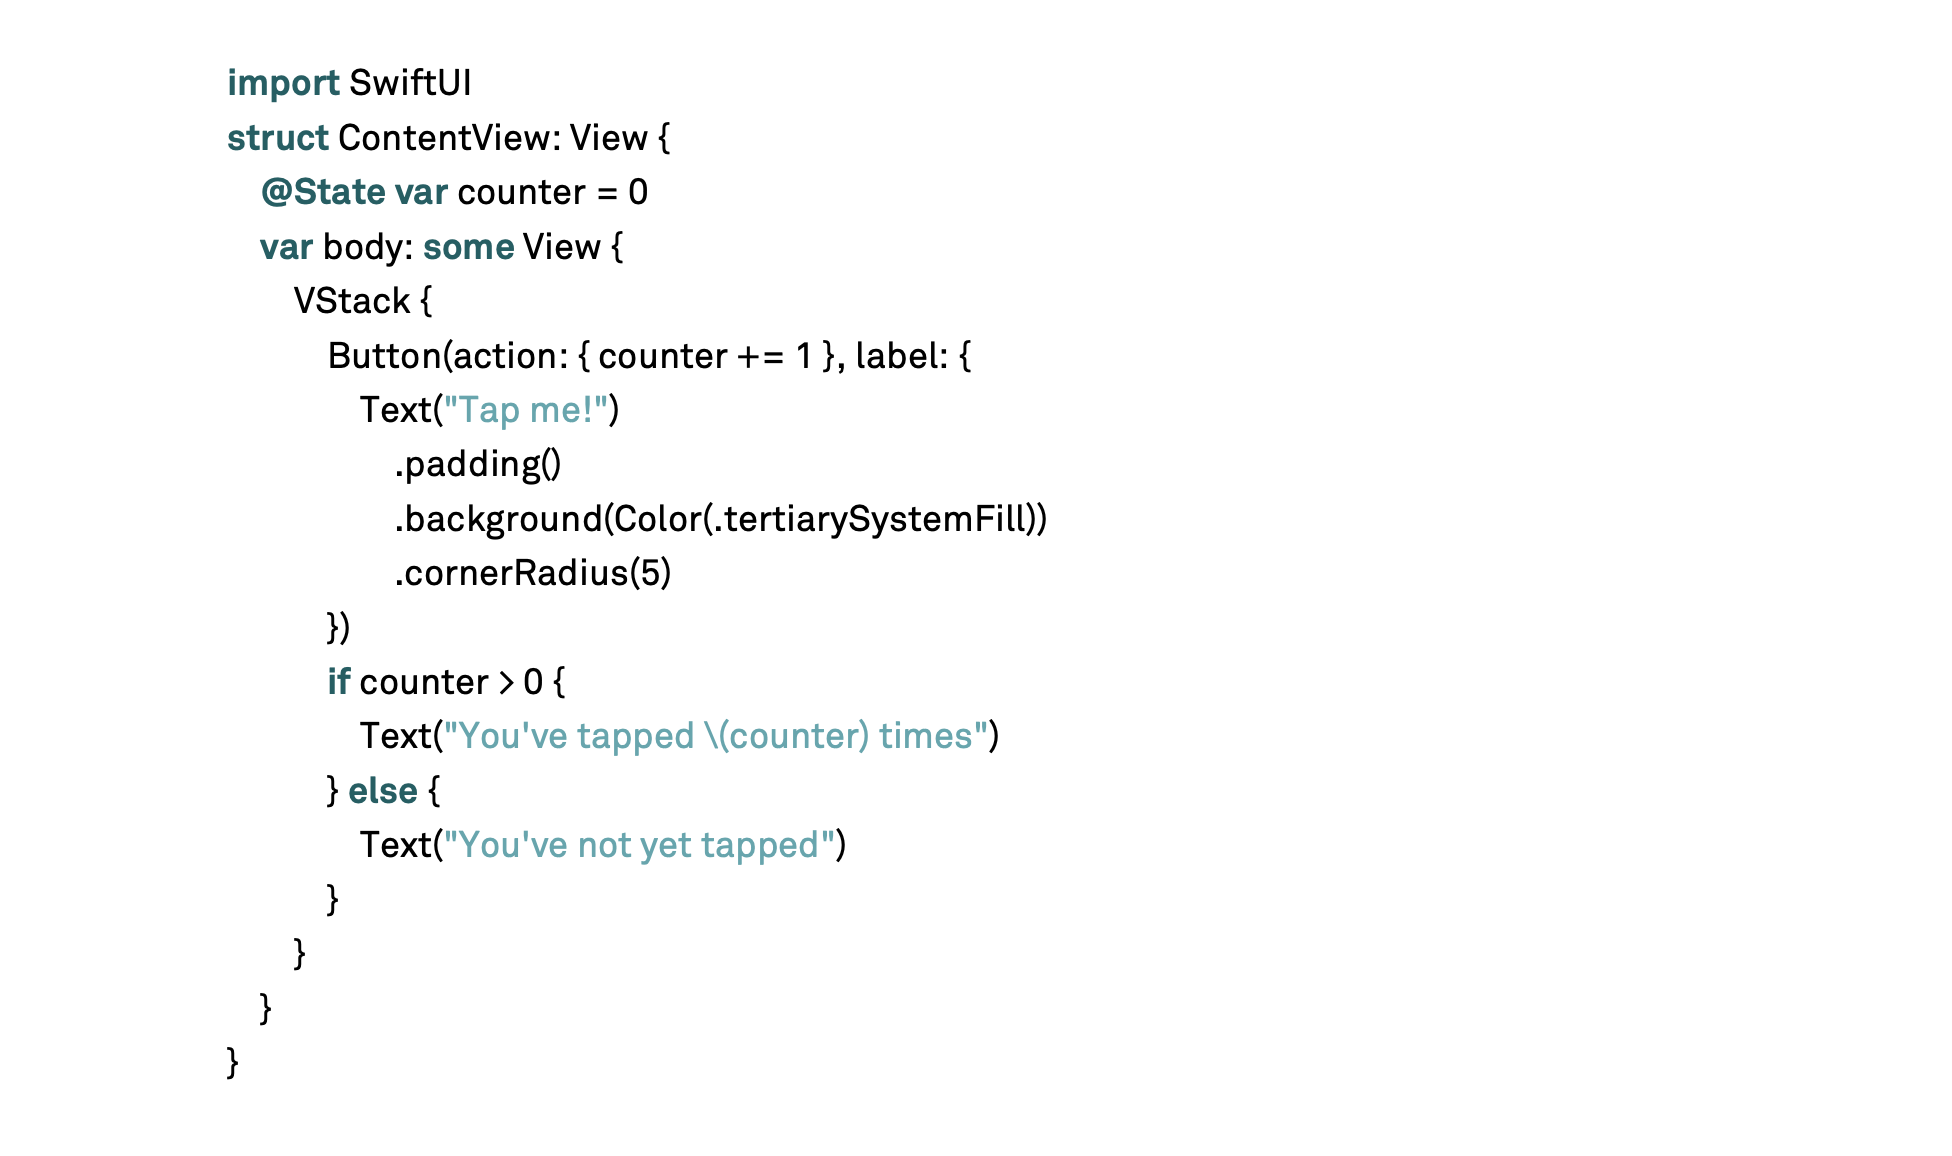 import SwiftUI
struct ContentView: View {
@State var counter = 0
var body: some View {
VStack {
Button(action: { counter += 1 }, label: {
Text("Tap me!")
.padding()
.background(Color(.tertiarySystemFill))
.cornerRadius(5)
})
if counter > 0 {
Text("You've tapped \(counter) times")
} else {
Text("You've not yet tapped")
}
}
}
}